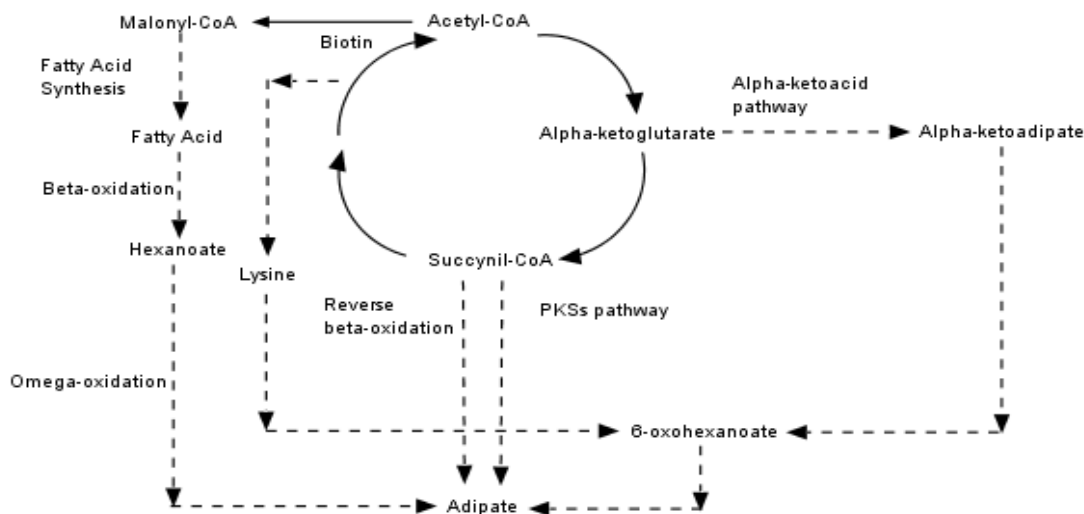 Malonyl-CoA
Acetyl-CoA
Biotin
Fatty Acid
Synthesis
Alpha-ketoacid
pathway
Fatty Acid
Alpha-ketoglutarate
Alpha-ketoadipate
Beta-oxidation
Hexanoate
Lysine
Succynil-CoA
Reverse
beta-oxidation
PKSs pathway
Omega-oxidation
6-oxohexanoate
Adipate